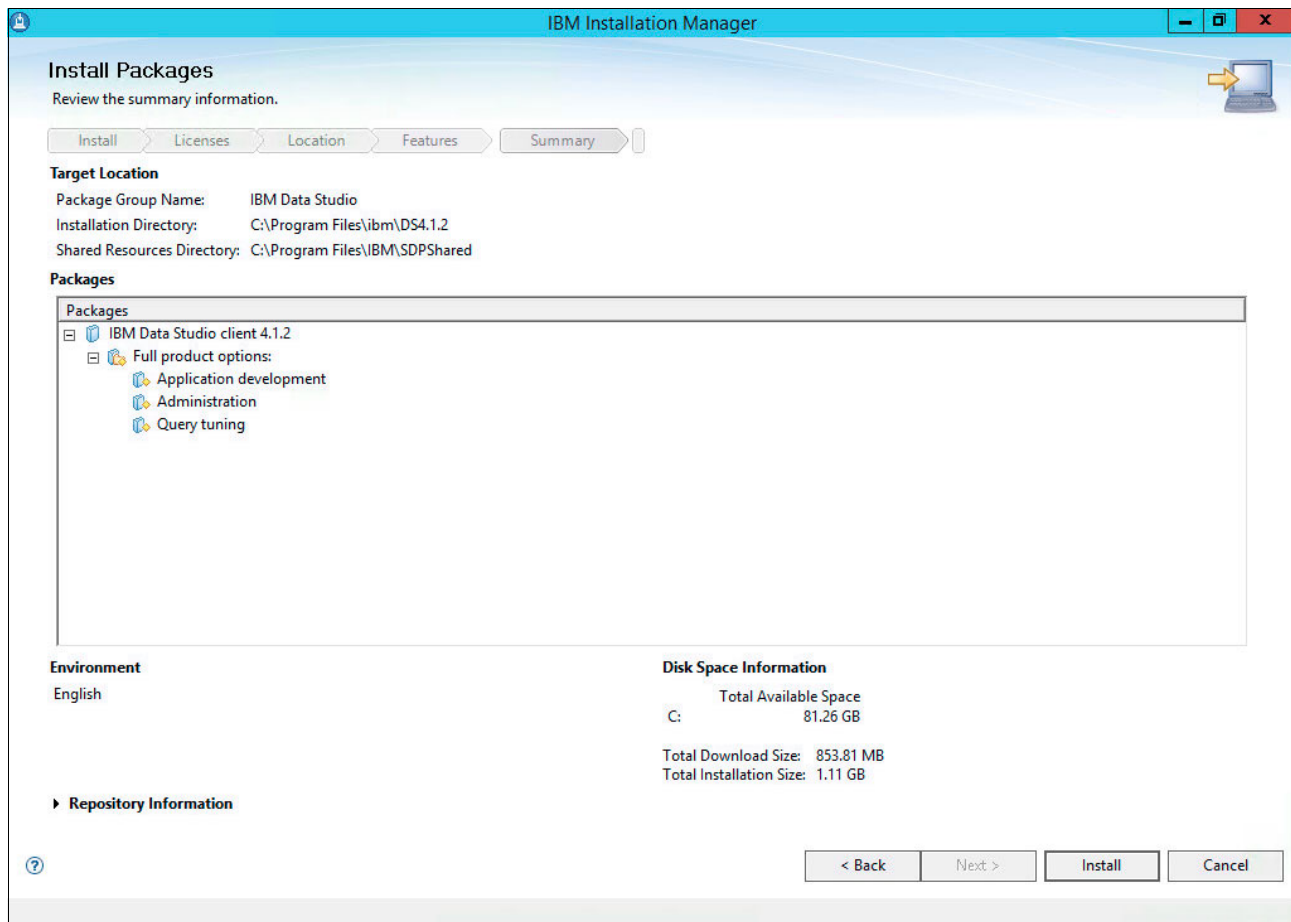 IBM Installation Manager
Install Packages
Review the summary information.
Install Licenses Location Features Summary
Target Location
Package Group Name: IBM Data Studio
Installation Directory: C:\Program Files\ibm\DS4.1.2
Shared Resources Directory: C:\Program Files\IBM\SDPShared
Packages
Packages
IBM Data Studio client 4.1.2
Full product options:
Application development
Administration
Query tuning
Environment
English
Disk Space Information
Total Available Space
C: 81.26 GB
Total Download Size: 853.81 MB
Total Installation Size: 1.11 GB
Repository Information
? < Back Next > Install Cancel